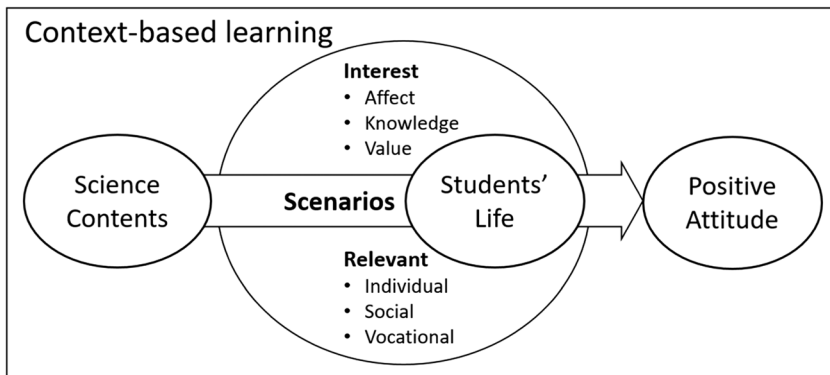 Context-based learning
Interest
• Affect
• Knowledge
• Value
Science
Contents
Scenarios
Students'
Life
Positive
Attitude
Relevant
• Individual
• Social
• Vocational